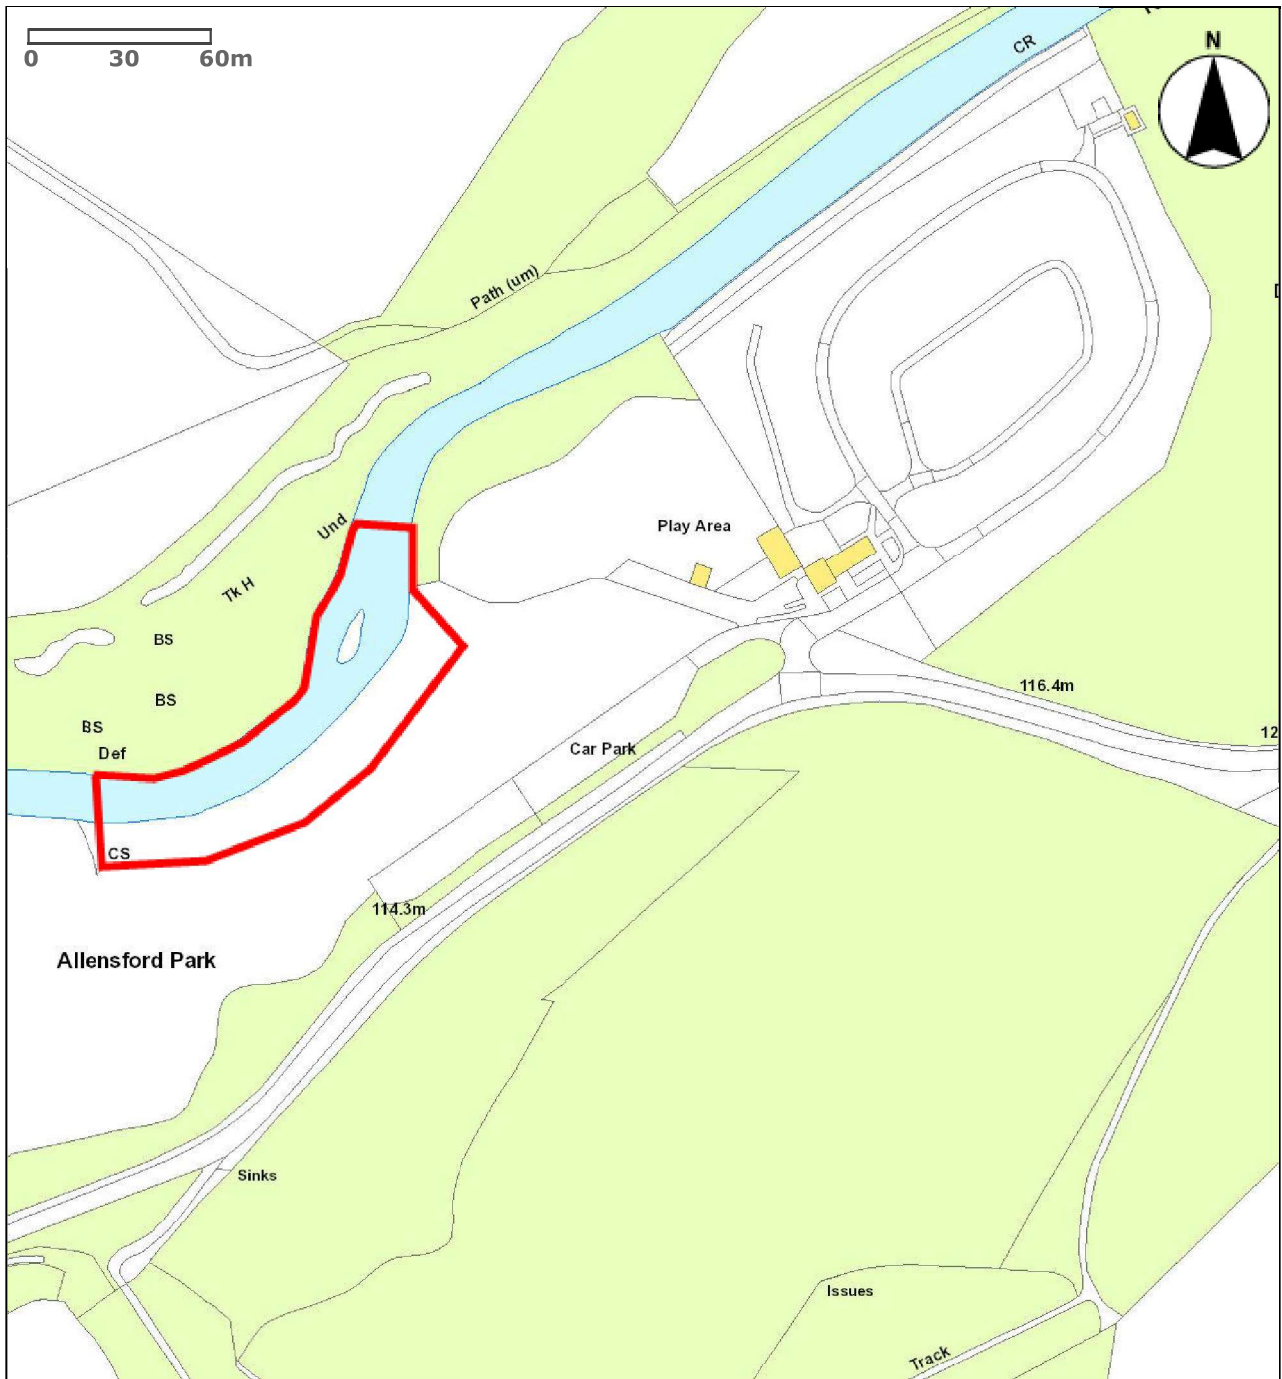 0 30 60m
CR
N
Path (um)
Und
Play Area
Tk H
BS
116.4m
BS
BS
12
Car Park
Def
CS
114.3m
Allensford Park
Sinks
Issues
Track